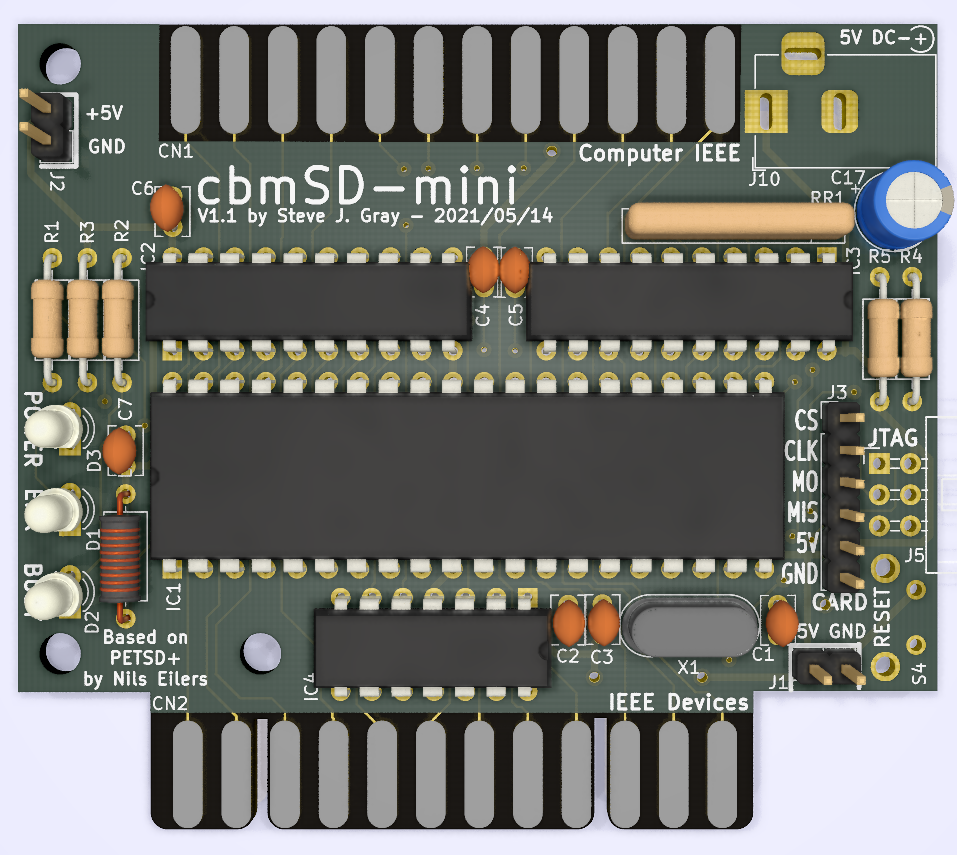 5V DC-+
+5V
GND
J2
CN1
Computer IEEE
J10
C6
cbmSD-mini
V1.1 by Steve J. Gray - 2021/05/14
C17
+
RR1
R1
R3
R2
R5
R4
C4
C5
C7
J3
CS
CLK
MO
MIS
5V
GND
CARD
JTAG
J5
D3
D1
D2
IC1
Based on
PETSD+
by Nils Eilers
C2
C3
X1
C1
5V GND
J1
RESET
S4
IC4
CN2
IEEE Devices